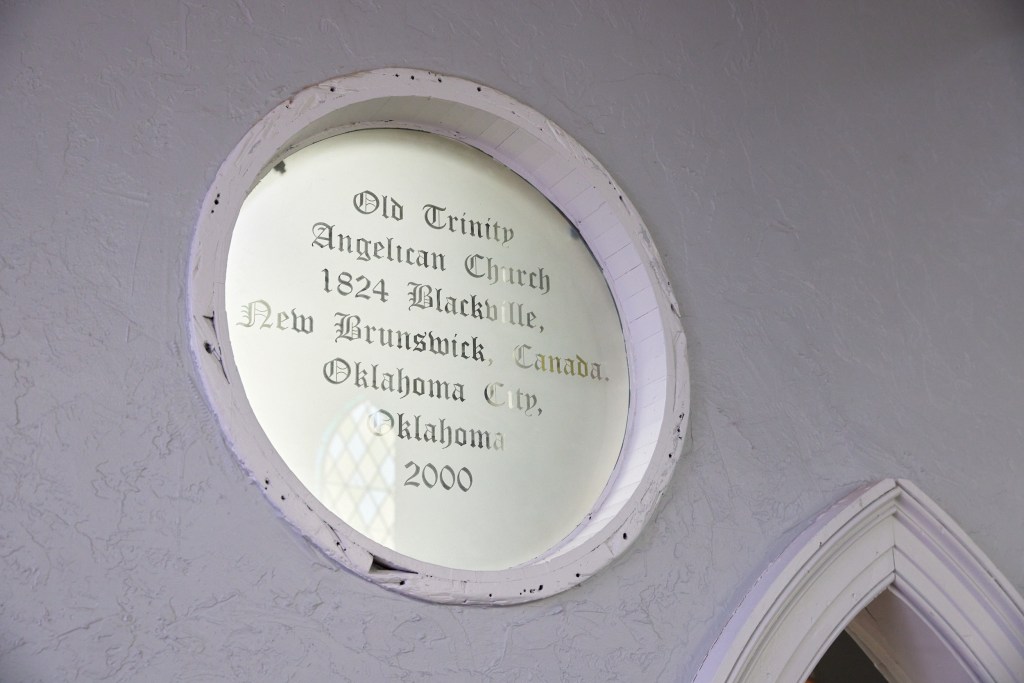 Old Trinity
Angelican Church
1824 Blackville,
New Brunswick, Canada.
Oklahoma City,
Oklahoma
2000